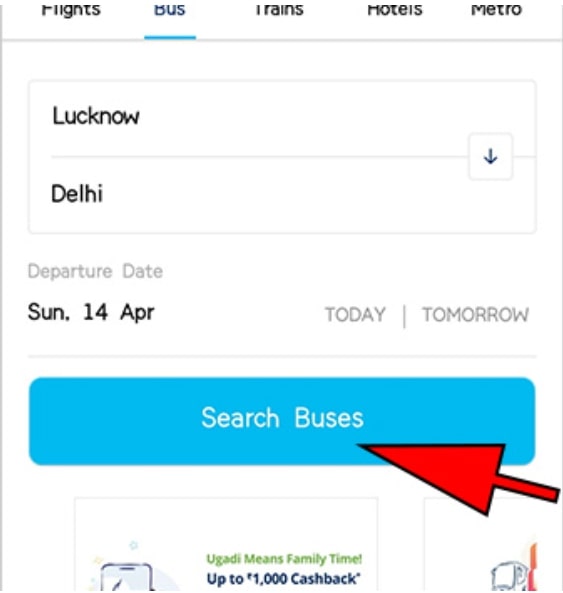 Flights Bus Trains Hotels Metro
Lucknow
Delhi
Departure Date
Sun, 14 Apr TODAY | TOMORROW
Search Buses
Ugadi Means Family Time!
Up to ₹1,000 Cashback*